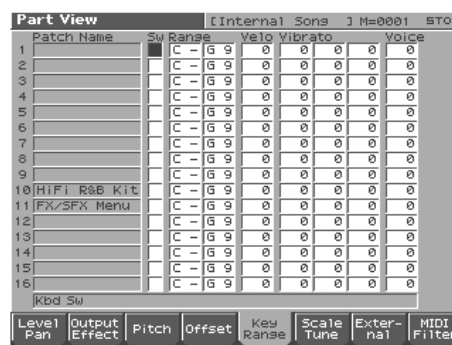 Part View [Internal Song ] M=0001 STO
Patch Name Sw Range Velo Vibrato Voice
1 C - G 9 0 0 0 0 0
2 C - G 9 0 0 0 0 0
3 C - G 9 0 0 0 0 0
4 C - G 9 0 0 0 0 0
5 C - G 9 0 0 0 0 0
6 C - G 9 0 0 0 0 0
7 C - G 9 0 0 0 0 0
8 C - G 9 0 0 0 0 0
9 C - G 9 0 0 0 0 0
10 HiFi R&B Kit C - G 9 0 0 0 0 0
11 FX/SFX Menu C - G 9 0 0 0 0 0
12 C - G 9 0 0 0 0 0
13 C - G 9 0 0 0 0 0
14 C - G 9 0 0 0 0 0
15 C - G 9 0 0 0 0 0
16 C - G 9 0 0 0 0 0
Kbd Sw
Level Pan Output Effect Pitch Offset Key Range Scale Tune Exter-nal MIDI Filter